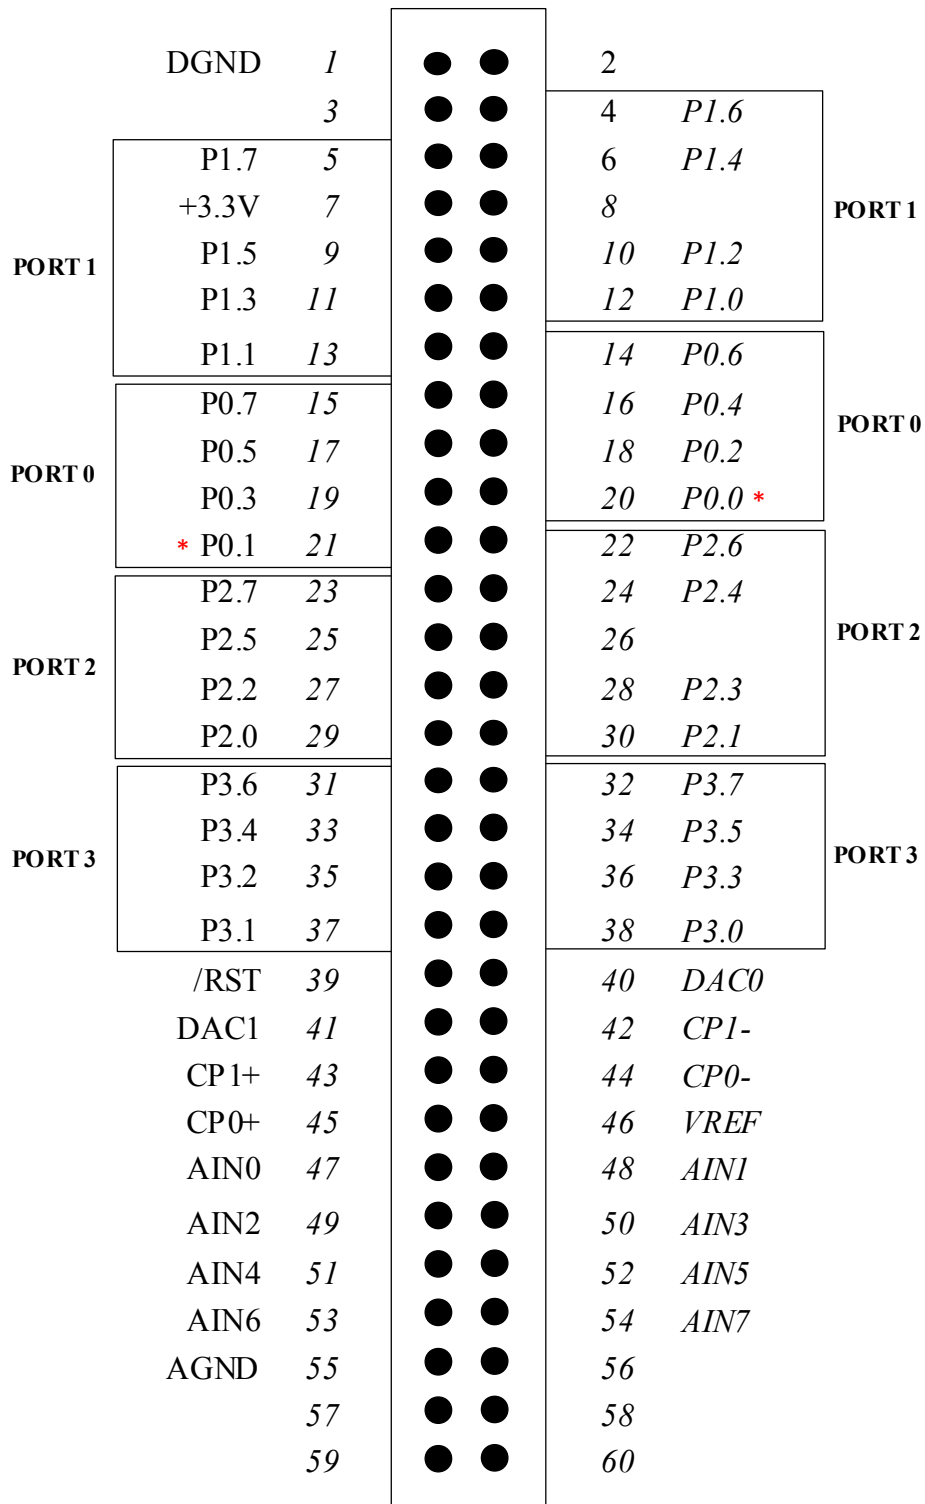 DGND 1 2
3 4 P1.6
P1.7 5 6 P1.4
+3.3V 7 8
PORT 1
P1.5 9 10 P1.2
PORT 1
P1.3 11 12 P1.0
P1.1 13 14 P0.6
P0.7 15 16 P0.4
PORT 0
P0.5 17 18 P0.2
PORT 0
P0.3 19 20 P0.0 *
* P0.1 21 22 P2.6
P2.7 23 24 P2.4
P2.5 25 26
PORT 2
PORT 2
P2.2 27 28 P2.3
P2.0 29 30 P2.1
P3.6 31 32 P3.7
P3.4 33 34 P3.5
PORT 3
PORT 3
P3.2 35 36 P3.3
P3.1 37 38 P3.0
/RST 39 40 DAC0
DAC1 41 42 CP1-
CP1+ 43 44 CP0-
CP0+ 45 46 VREF
AIN0 47 48 AIN1
AIN2 49 50 AIN3
AIN4 51 52 AIN5
AIN6 53 54 AIN7
AGND 55 56
57 58
59 60